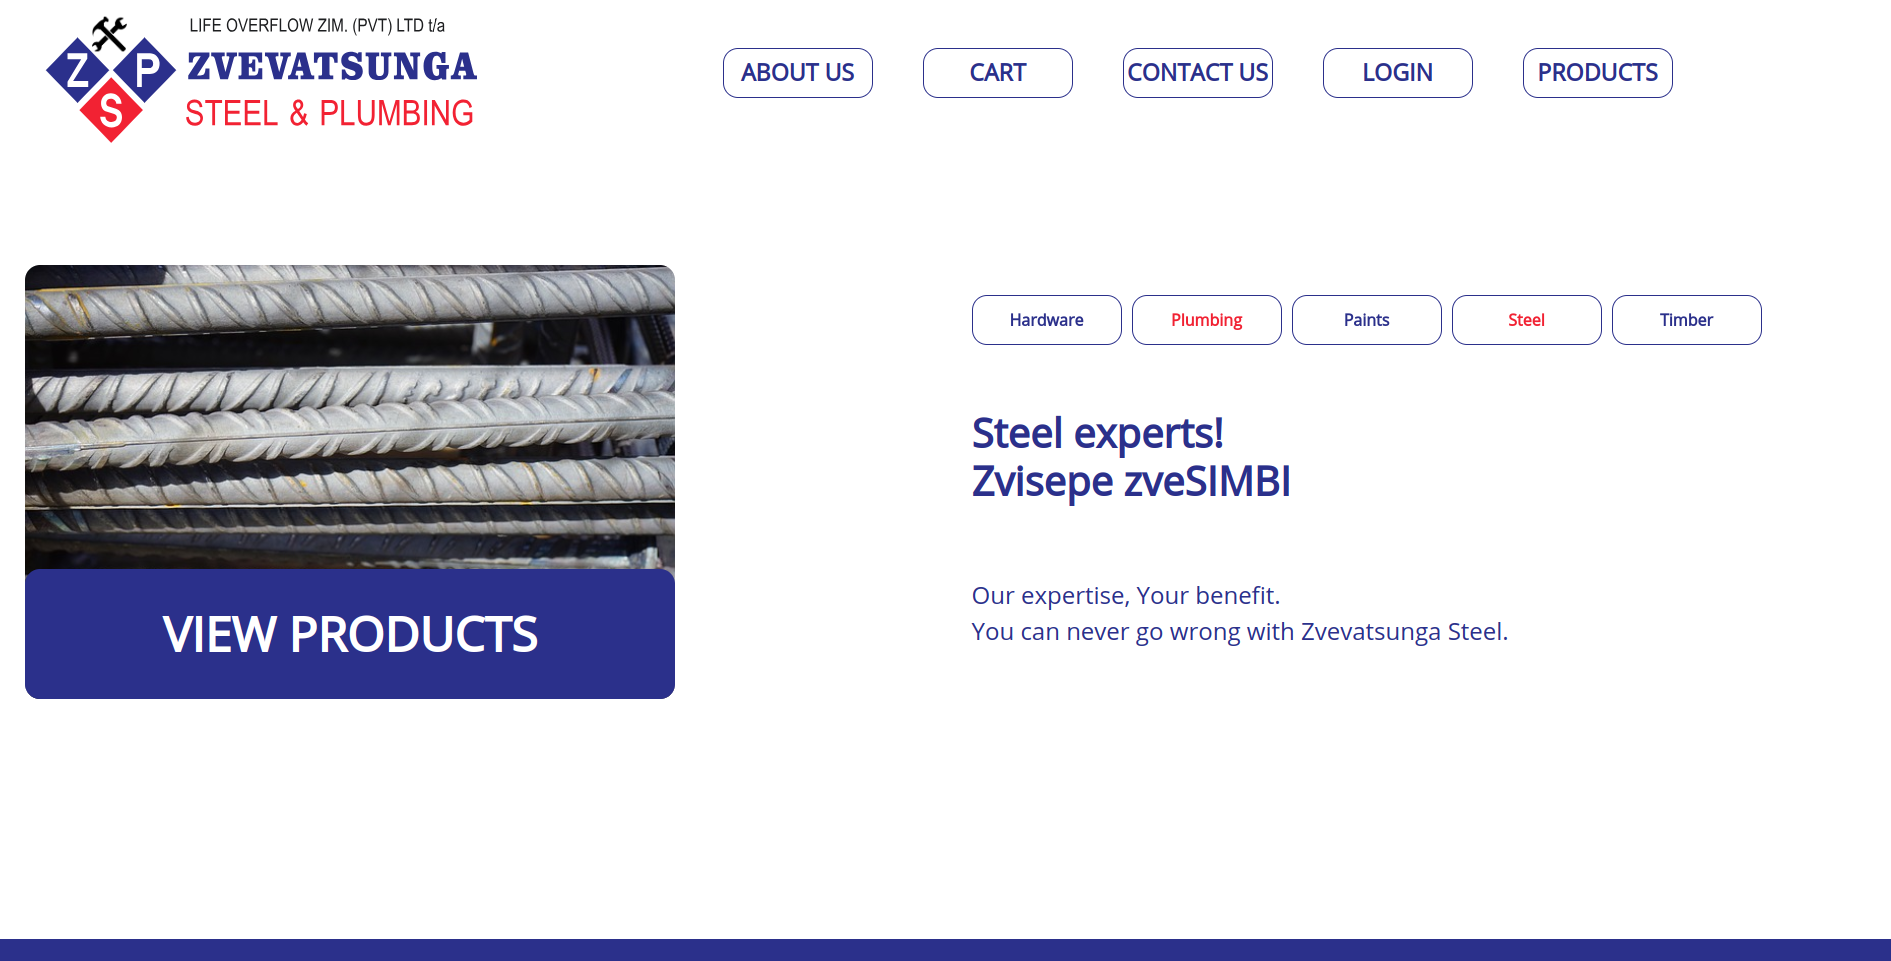 LIFE OVERFLOW ZIM. (PVT) LTD t/a
Z P S
ZVEVATSUNGA
STEEL & PLUMBING
ABOUT US
CART
CONTACT US
LOGIN
PRODUCTS
Hardware
Plumbing
Paints
Steel
Timber
Steel experts!
Zvisepe zveSIMBI
Our expertise, Your benefit.
You can never go wrong with Zvevatsunga Steel.
VIEW PRODUCTS